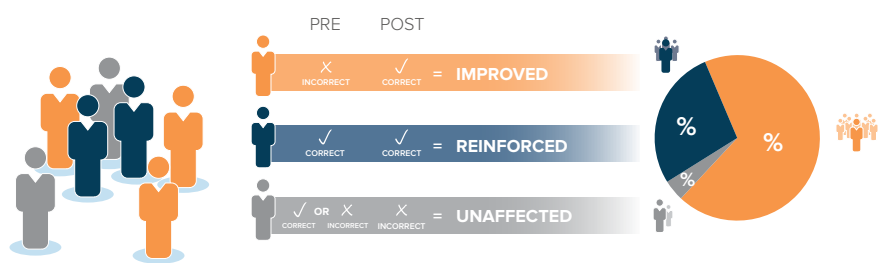 PRE POST
INCORRECT CORRECT = IMPROVED
CORRECT CORRECT = REINFORCED
OR = UNAFFECTED
CORRECT INCORRECT INCORRECT
%
%
%